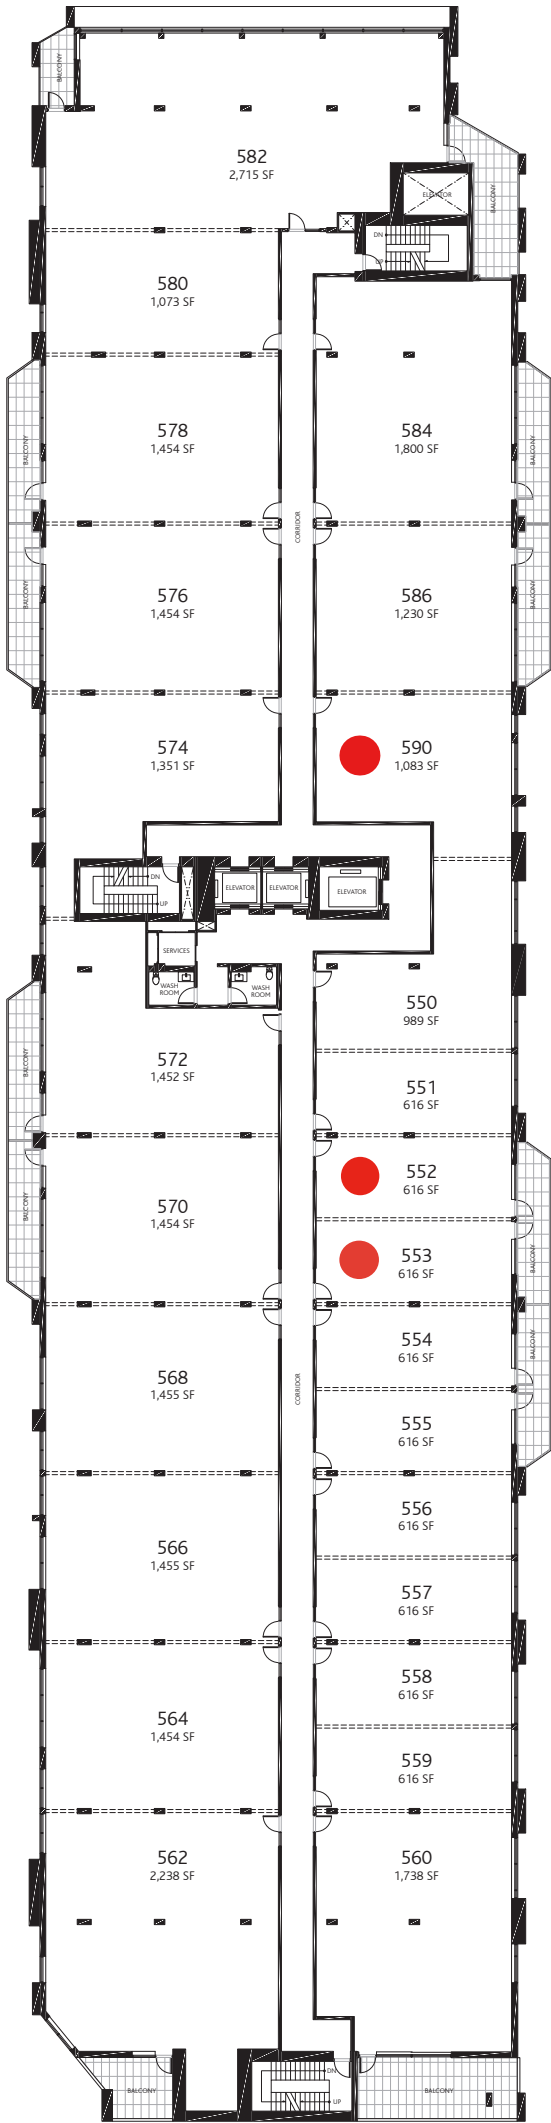 BALCONY
582
2,715 SF
ELEVATOR
BALCONY
DN
UP
580
1,073 SF
578
1,454 SF
584
1,800 SF
BALCONY
BALCONY
CORRIDOR
576
1,454 SF
586
1,230 SF
BALCONY
BALCONY
574
1,351 SF
590
1,083 SF
DN
UP
ELEVATOR
ELEVATOR
ELEVATOR
SERVICES
WASH
ROOM
WASH
ROOM
550
989 SF
572
1,452 SF
BALCONY
551
616 SF
552
616 SF
570
1,454 SF
BALCONY
553
616 SF
BALCONY
554
616 SF
BALCONY
568
1,455 SF
CORRIDOR
555
616 SF
556
616 SF
566
1,455 SF
557
616 SF
558
616 SF
564
1,454 SF
559
616 SF
562
2,238 SF
560
1,738 SF
DN
UP
BALCONY
BALCONY